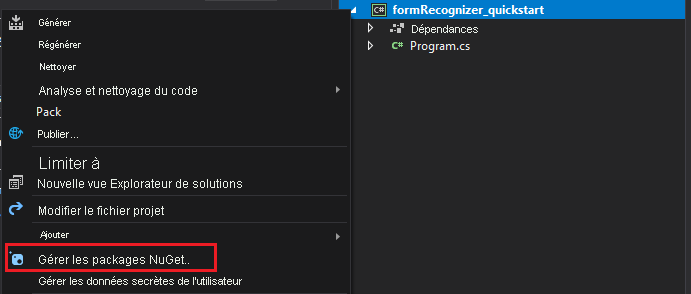 Générer
Régénérer
Nettoyer
Analyse et nettoyage du code
Pack
Publier...
Limiter à
Nouvelle vue Explorateur de solutions
Modifier le fichier projet
Ajouter
Gérer les packages NuGet..
Gérer les données secrètes de l'utilisateur
C# formRecognizer_quickstart
Dépendances
C# Program.cs